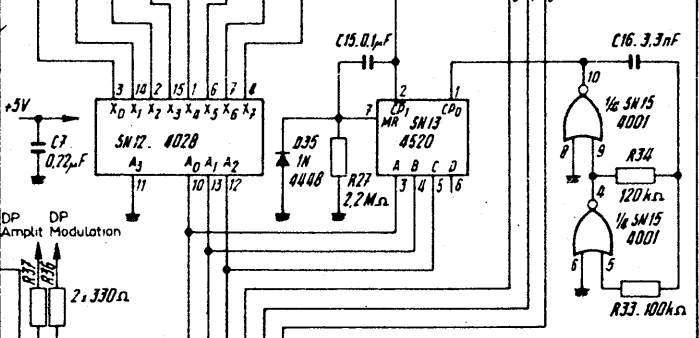 C15.0,1µF
C16.3,3nF
3 14 2 15 1 6 7 8
X0 X1 X2 X3 X4 X5 X6 X7
+5V
SN12. 4028
C7
0,22µF
A3 A0 A1 A2
11 10 13 12
2 1
7 MR CP1 CP0
SN13
4520
A B C D
3 4 5 6
D35
1N
4448
R27
2,2MΩ
10
1/4 SN15
4001
8 9
R34
120kΩ
4
1/4 SN15
4001
6 5
R33.100kΩ
DP DP
Amplit Modulation
R37 R36
2x330Ω